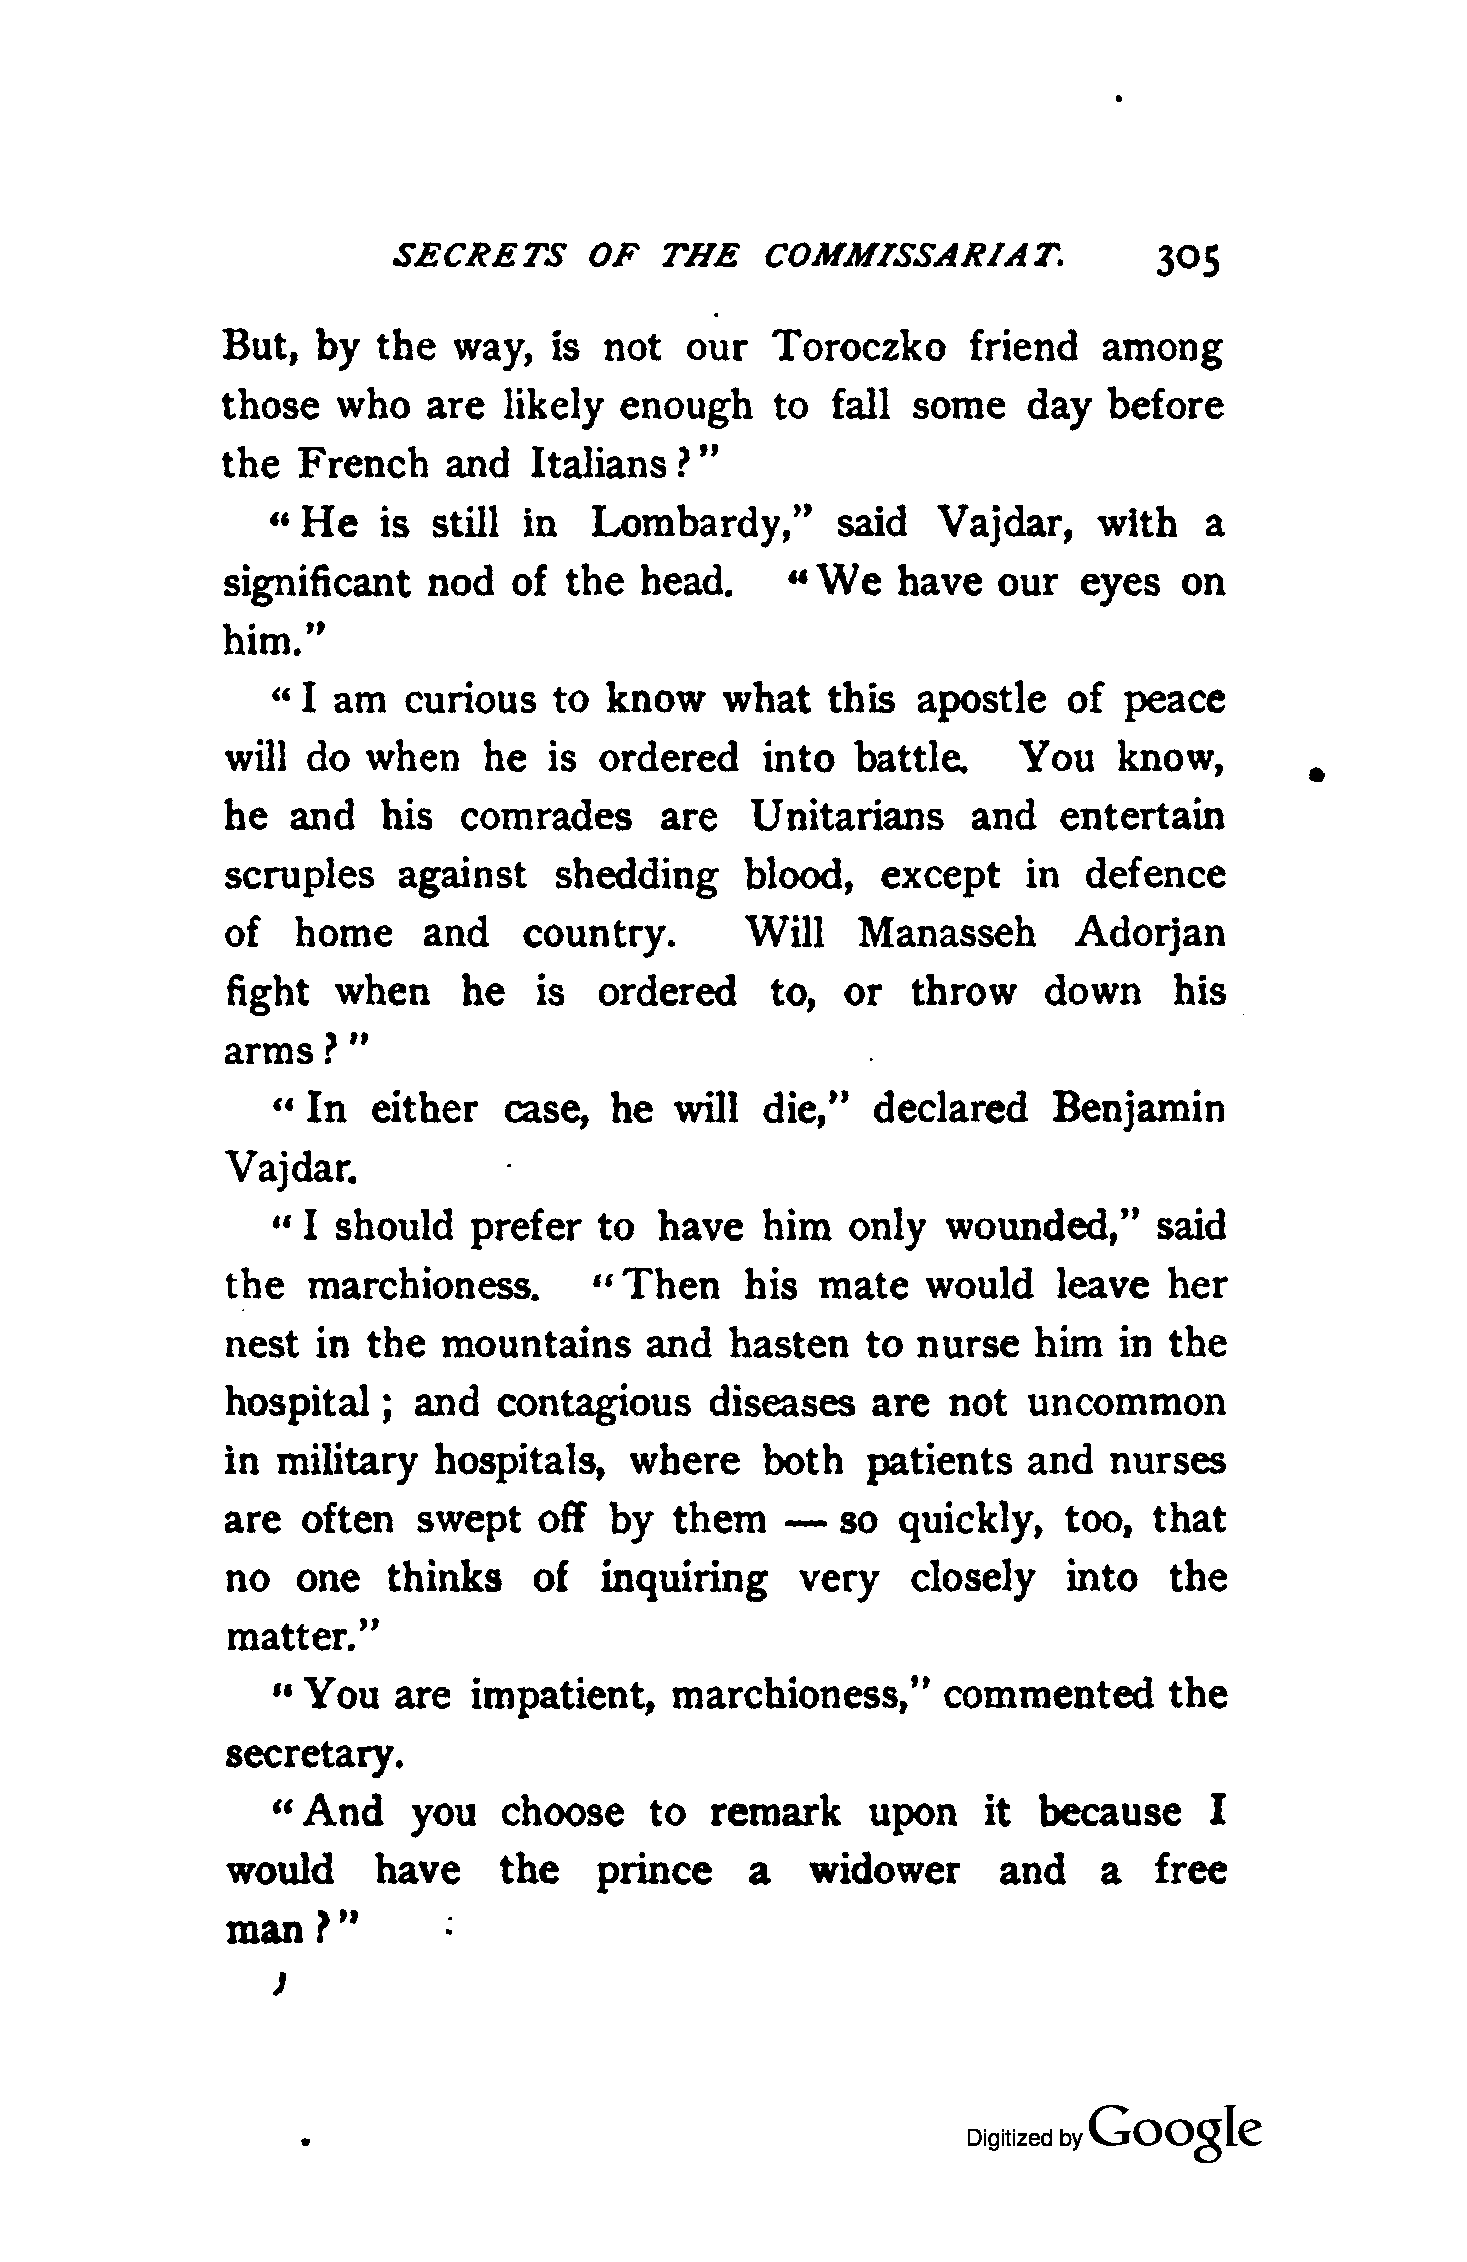 SECRETS OF THE COMMISSARIAT. 305
But, by the way, is not our Toroczko friend among
those who are likely enough to fall some day before
the French and Italians?"
"He is still in Lombardy," said Vajdar, with a
significant nod of the head. "We have our eyes on
him."
"I am curious to know what this apostle of peace
will do when he is ordered into battle. You know,
he and his comrades are Unitarians and entertain
scruples against shedding blood, except in defence
of home and country. Will Manasseh Adorjan
fight when he is ordered to, or throw down his
arms?"
"In either case, he will die," declared Benjamin
Vajdar.
"I should prefer to have him only wounded," said
the marchioness. "Then his mate would leave her
nest in the mountains and hasten to nurse him in the
hospital; and contagious diseases are not uncommon
in military hospitals, where both patients and nurses
are often swept off by them — so quickly, too, that
no one thinks of inquiring very closely into the
matter."
"You are impatient, marchioness," commented the
secretary.
"And you choose to remark upon it because I
would have the prince a widower and a free
man?"
Digitized by Google